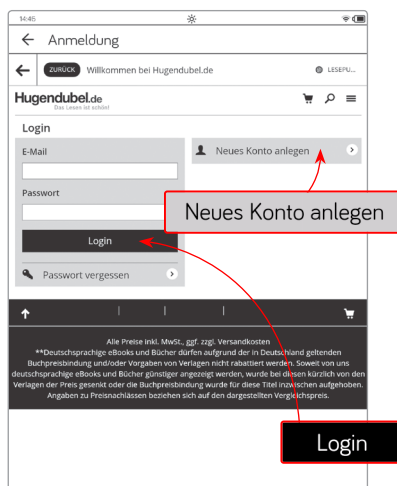 14:46
Anmeldung
ZURÜCK Willkommen bei Hugendubel.de LESEPU...
Hugendubel.de
Das Lesen ist schön!
Login
E-Mail
Neues Konto anlegen
Passwort
Neues Konto anlegen
Login
Passwort vergessen
Alle Preise inkl. MwSt., ggf. zzgl. Versandkosten
**Deutschsprachige eBooks und Bücher dürfen aufgrund der in Deutschland geltenden
Buchpreisbindung und/oder Vorgaben von Verlagen nicht rabattiert werden. Soweit von uns
deutschsprachige eBooks und Bücher günstiger angezeigt werden, wurde bei diesen kürzlich von den
Verlagen der Preis gesenkt oder die Buchpreisbindung wurde für diese Titel inzwischen aufgehoben.
Angaben zu Preisnachlässen beziehen sich auf den dargestellten Vergleichspreis.
Login